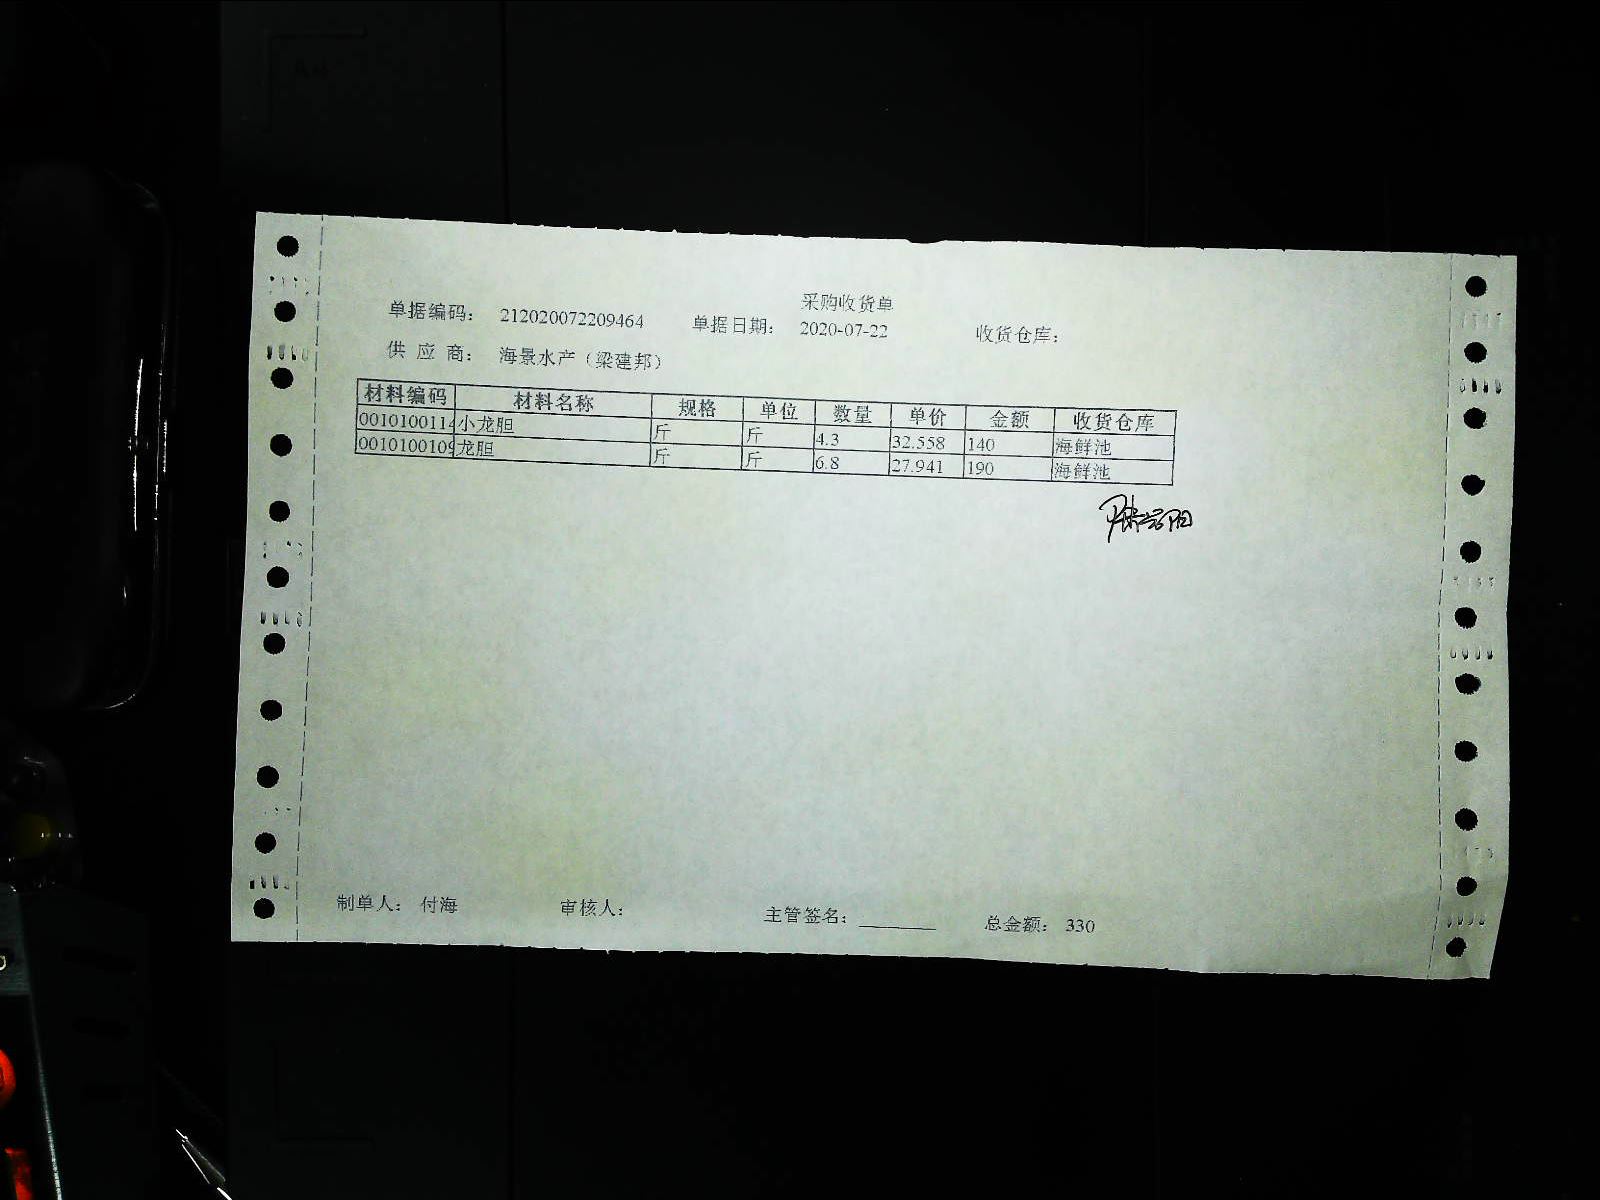 采购收货单
单据编码： 212020072209464 单据日期： 2020-07-22 收货仓库：
供 应 商： 海景水产（梁建邦）
材料编码 材料名称 规格 单位 数量 单价 金额 收货仓库
0010100114 小龙胆 斤 斤 4.3 32.558 140 海鲜池
0010100109 龙胆 斤 斤 6.8 27.941 190 海鲜池
制单人： 付海 审核人： 主管签名： 总金额： 330